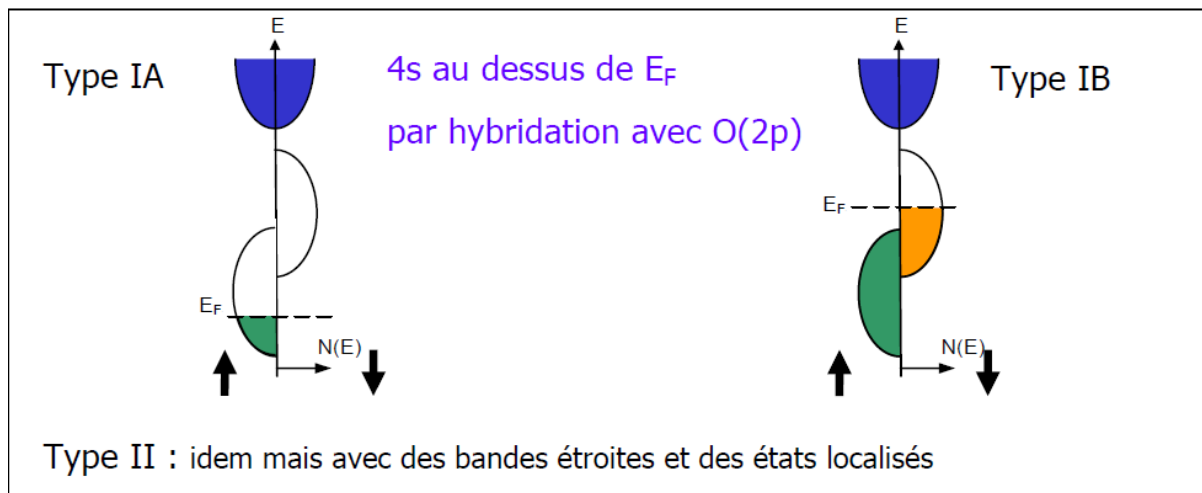 E
E
Type IA
4s au dessus de EF
Type IB
par hybridation avec O(2p)
EF
EF
N(E)
N(E)
Type II : idem mais avec des bandes étroites et des états localisés